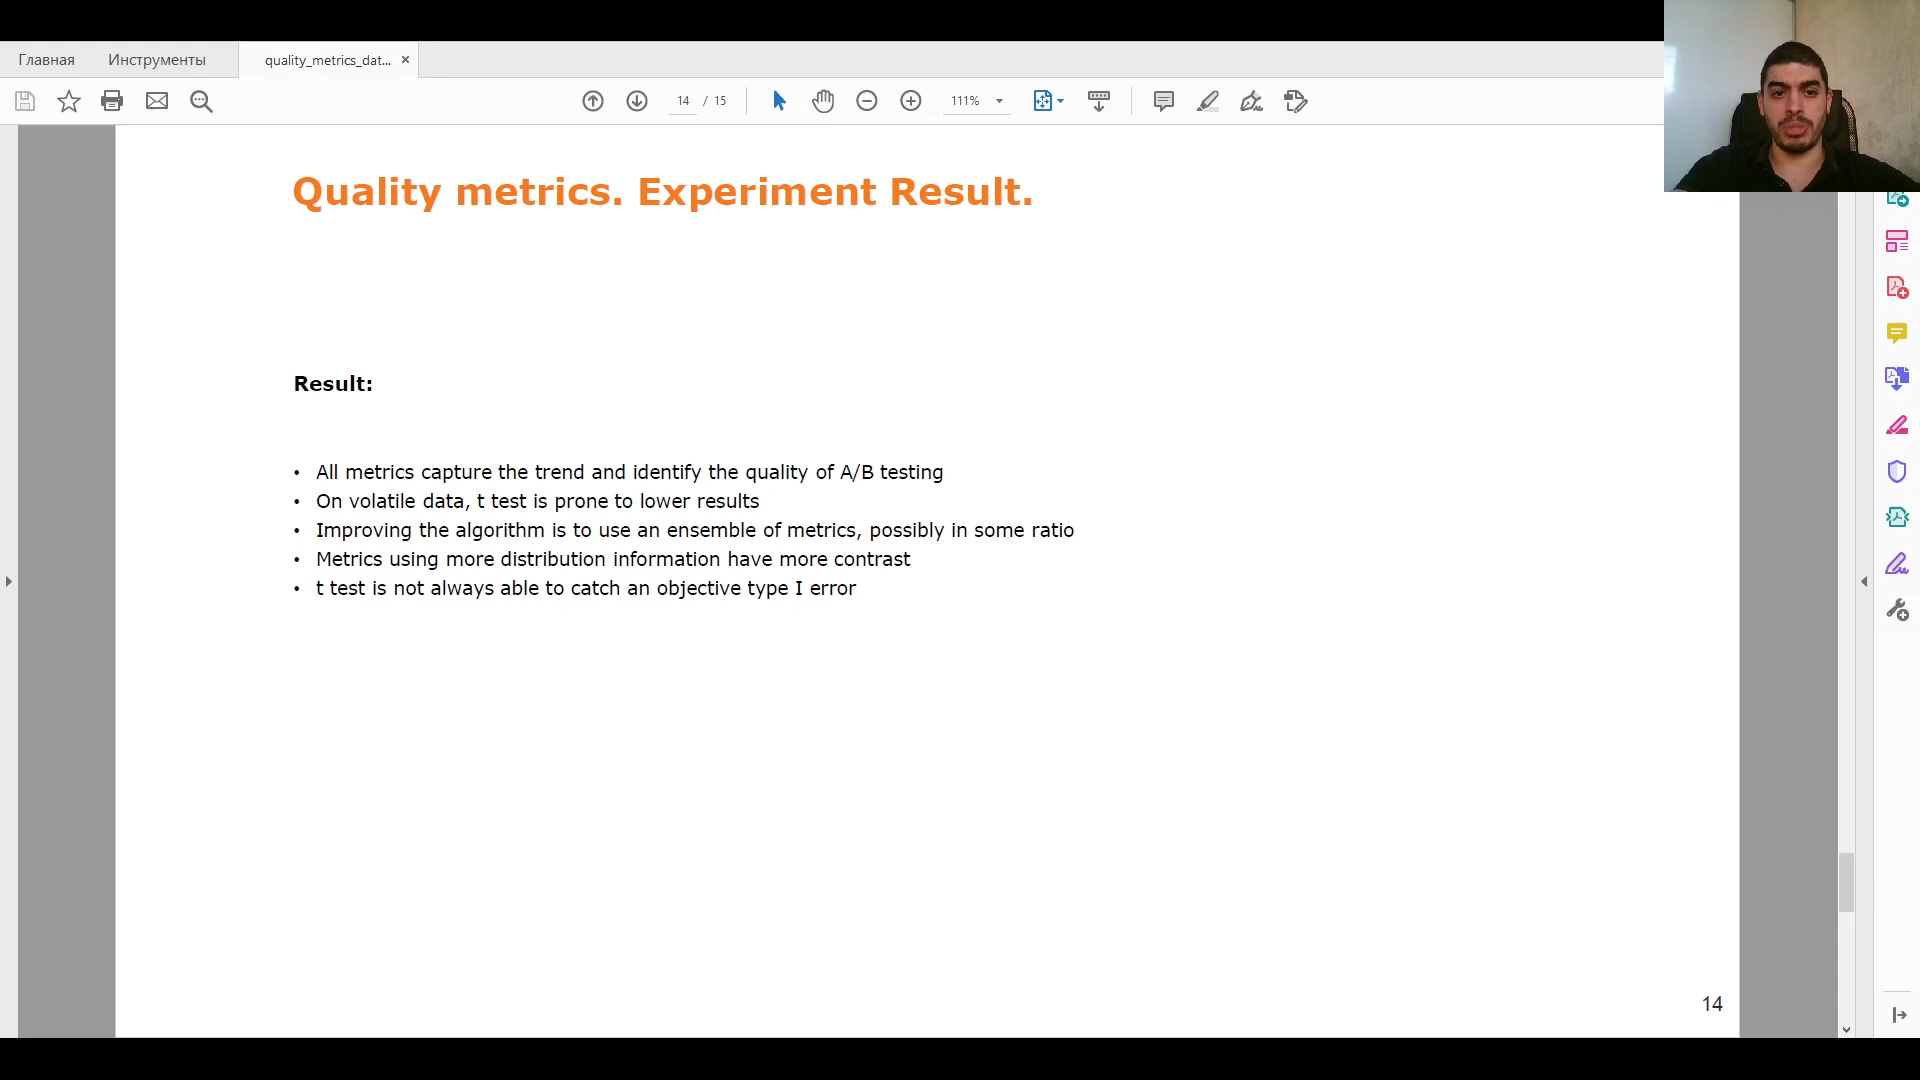 Главная Инструменты quality_metrics_dat... ×
14 / 15 111%
Quality metrics. Experiment Result.
Result:
• All metrics capture the trend and identify the quality of A/B testing
• On volatile data, t test is prone to lower results
• Improving the algorithm is to use an ensemble of metrics, possibly in some ratio
• Metrics using more distribution information have more contrast
• t test is not always able to catch an objective type I error
14